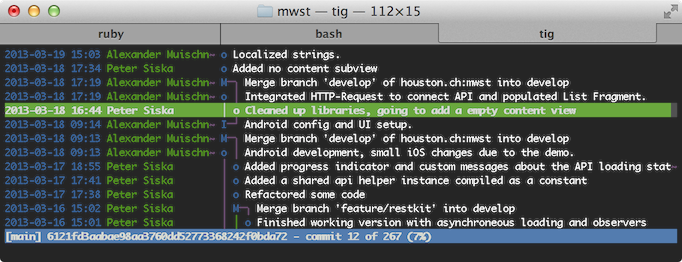 mwst — tig — 112×15
ruby bash tig
2013-03-19 15:03 Alexander Muischn~ o Localized strings.
2013-03-18 17:34 Peter Siska o Added no content subview
2013-03-18 17:19 Alexander Muischn~ M─┐ Merge branch 'develop' of houston.ch:mwst into develop
2013-03-18 17:19 Alexander Muischn~ │ o Integrated HTTP-Request to connect API and populated List Fragment.
2013-03-18 16:44 Peter Siska │ o Cleaned up libraries, going to add a empty content view
2013-03-18 09:14 Alexander Muischn~ I─┘ Android config and UI setup.
2013-03-18 09:13 Alexander Muischn~ M─┐ Merge branch 'develop' of houston.ch:mwst into develop
2013-03-18 09:13 Alexander Muischn~ o │ Android development, small iOS changes due to the demo.
2013-03-17 18:55 Peter Siska │ o Added progress indicator and custom messages about the API loading stat~
2013-03-17 17:41 Peter Siska │ o Added a shared api helper instance compiled as a constant
2013-03-17 17:38 Peter Siska │ o Refactored some code
2013-03-16 15:02 Peter Siska │ M─┐ Merge branch 'feature/restkit' into develop
2013-03-16 15:01 Peter Siska │ │ o Finished working version with asynchroneous loading and observers
[main] 6121fd3aabae98aa3760dd52773368242f0bda72 - commit 12 of 267 (7%)